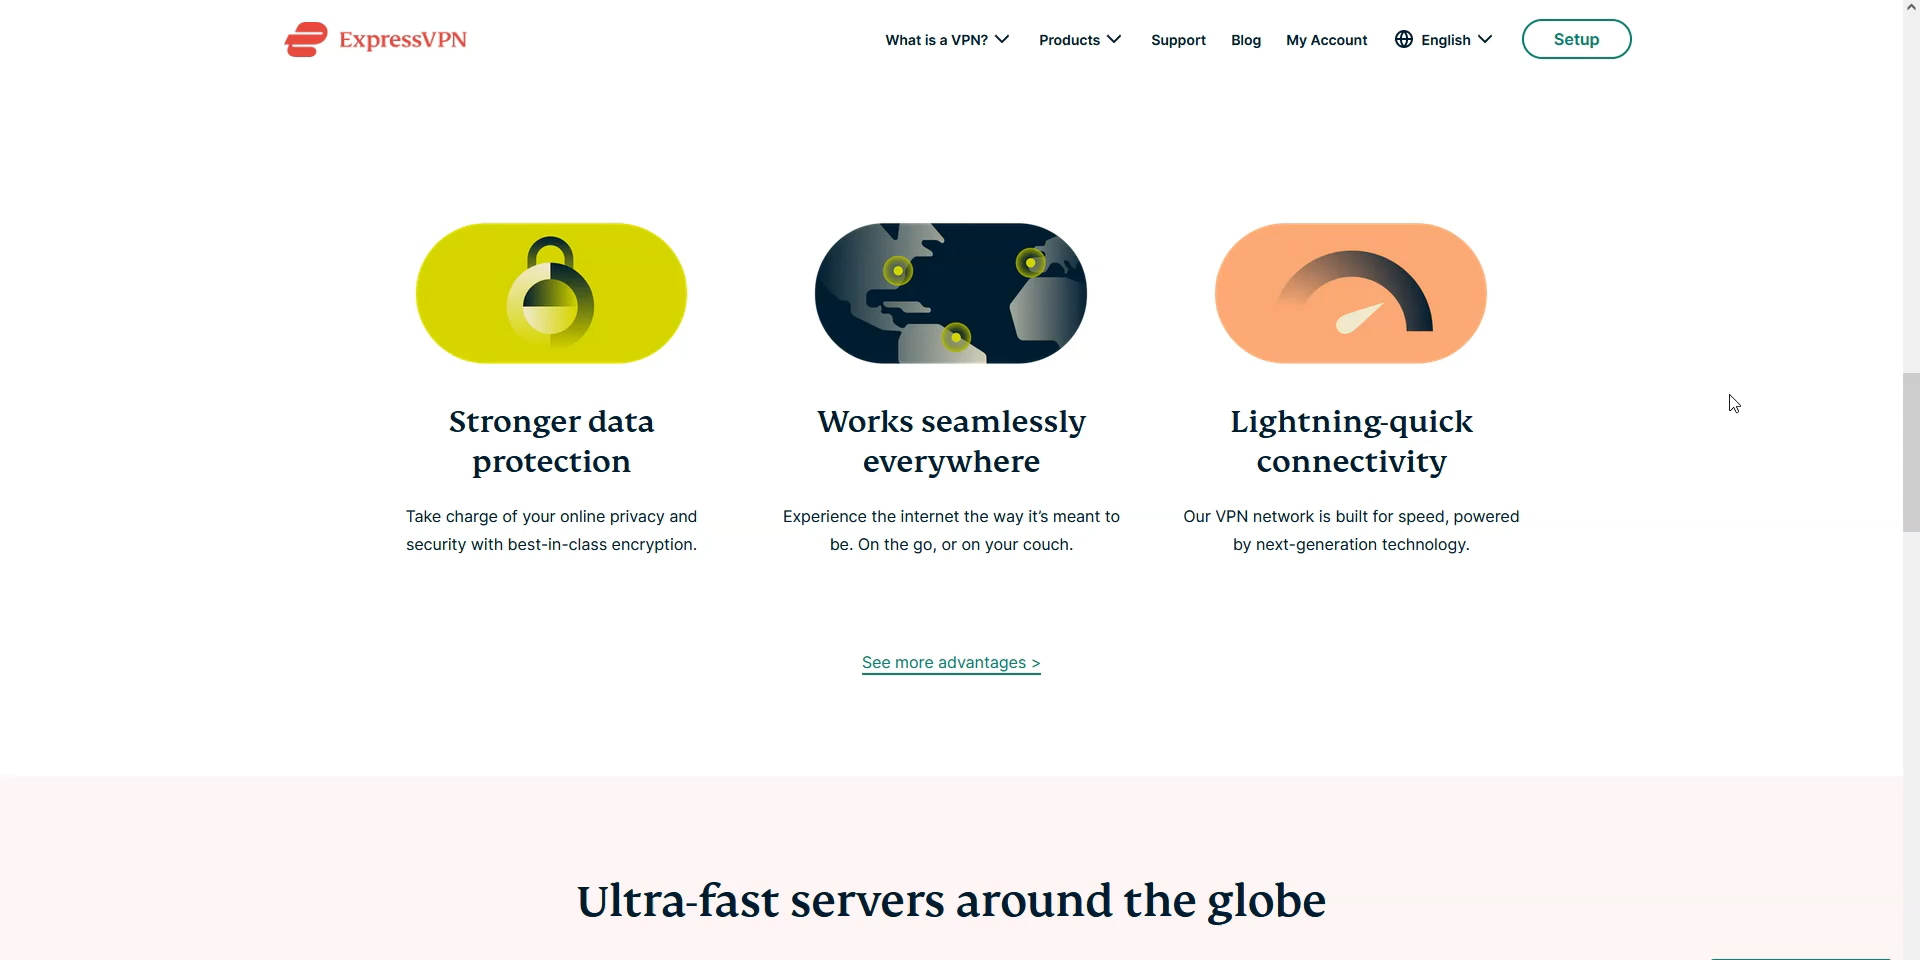 ExpressVPN
What is a VPN?
Products
Support
Blog
My Account
English
Setup
Stronger data
protection
Take charge of your online privacy and
security with best-in-class encryption.
Works seamlessly
everywhere
Experience the internet the way it’s meant to
be. On the go, or on your couch.
Lightning-quick
connectivity
Our VPN network is built for speed, powered
by next-generation technology.
See more advantages >
Ultra-fast servers around the globe